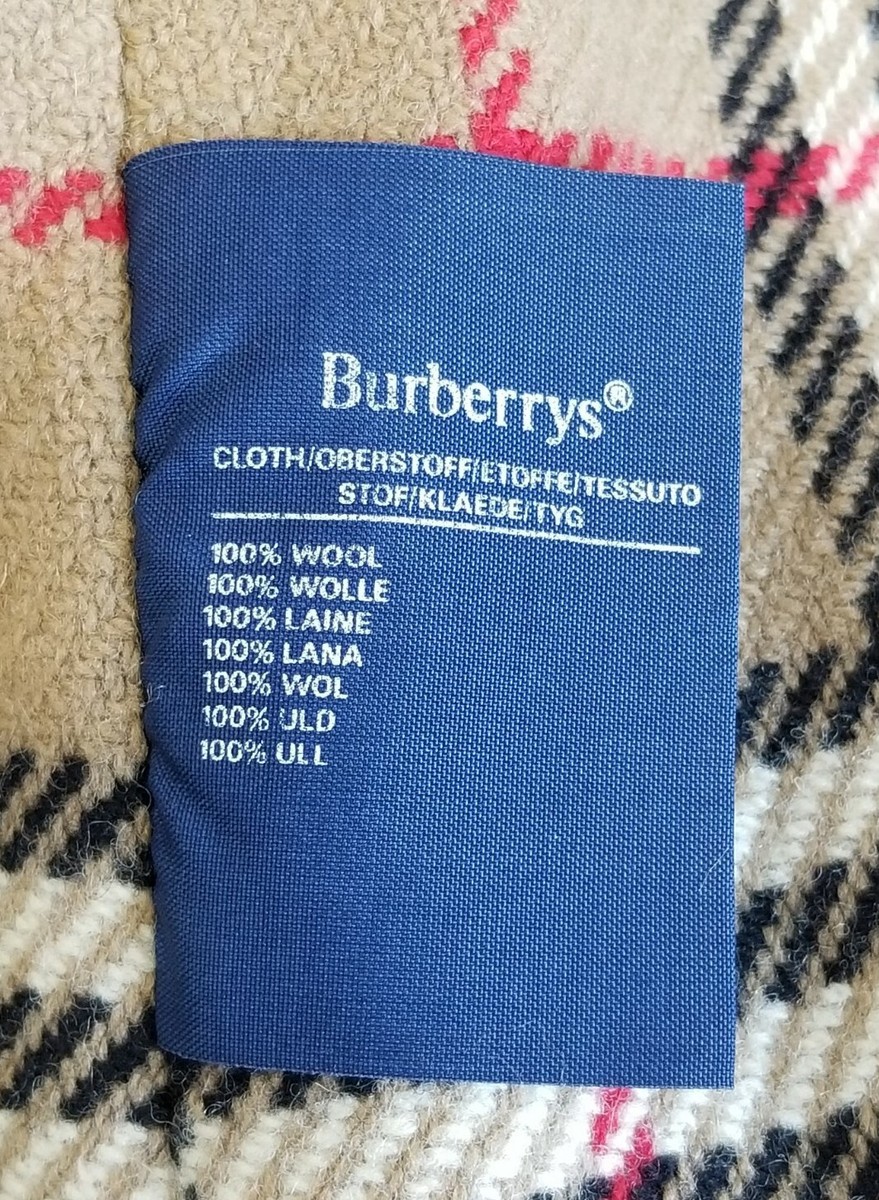 Burberrys®
CLOTH/OBERSTOFF/ETOFFE/TESSUTO
STOF/KLAEDE/TYG
100% WOOL
100% WOLLE
100% LAINE
100% LANA
100% WOL
100% ULD
100% ULL